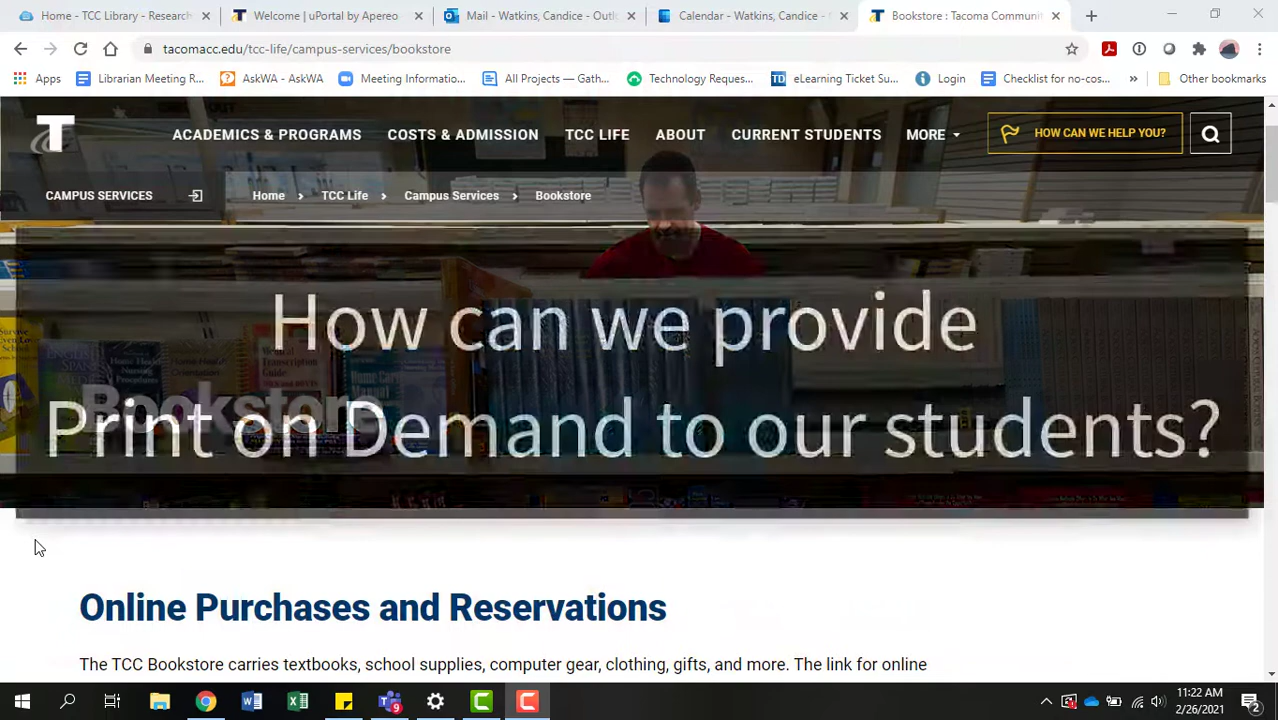 Home - TCC Library - Research
Welcome | uPortal by Apereo
Mail - Watkins, Candice - Outl
Calendar - Watkins, Candice -
Bookstore : Tacoma Communi
tacomacc.edu/tcc-life/campus-services/bookstore
Apps
Librarian Meeting R...
AskWA - AskWA
Meeting Informatio...
All Projects — Gath...
Technology Reques...
eLearning Ticket Su...
Login
Checklist for no-cos...
»
Other bookmarks
T
ACADEMICS & PROGRAMS
COSTS & ADMISSION
TCC LIFE
ABOUT
CURRENT STUDENTS
MORE
HOW CAN WE HELP YOU?
CAMPUS SERVICES
Home > TCC Life > Campus Services > Bookstore
How can we provide
Bookstore
Print on Demand to our students?
Online Purchases and Reservations
The TCC Bookstore carries textbooks, school supplies, computer gear, clothing, gifts, and more. The link for online
11:22 AM
2/26/2021